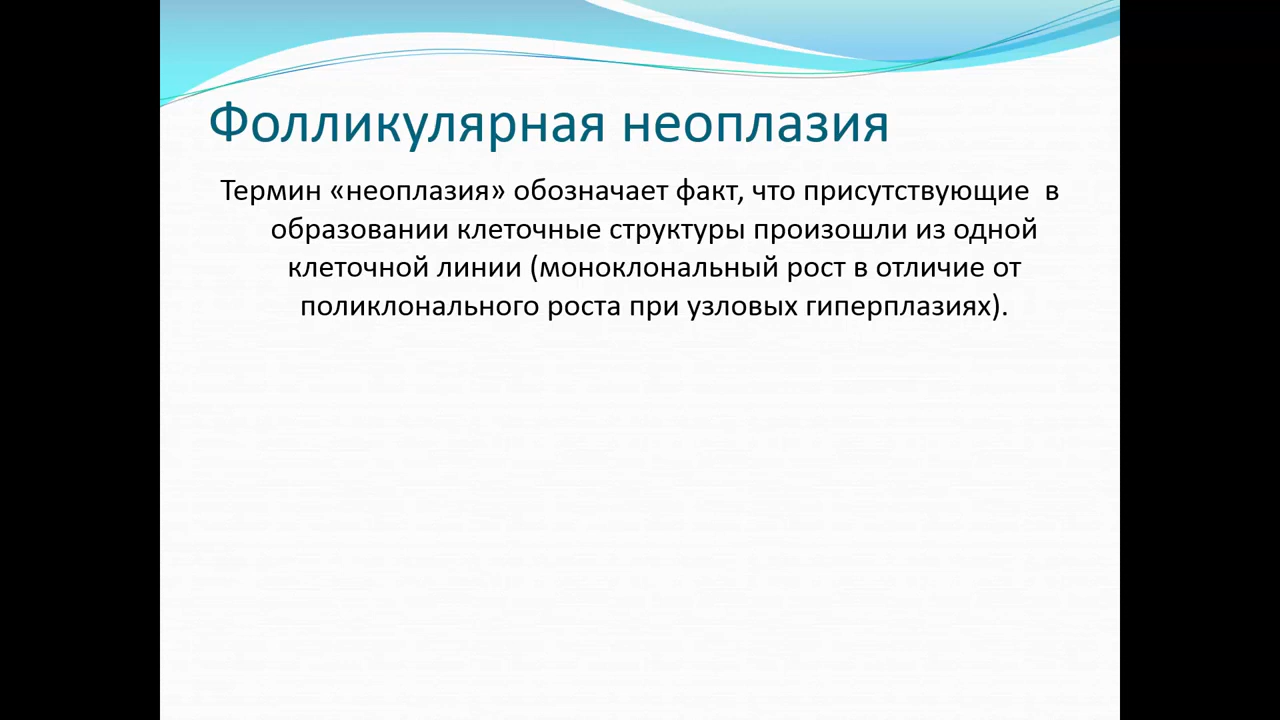 Фолликулярная неоплазия
Термин «неоплазия» обозначает факт, что присутствующие в
образовании клеточные структуры произошли из одной
клеточной линии (моноклональный рост в отличие от
поликлонального роста при узловых гиперплазиях).